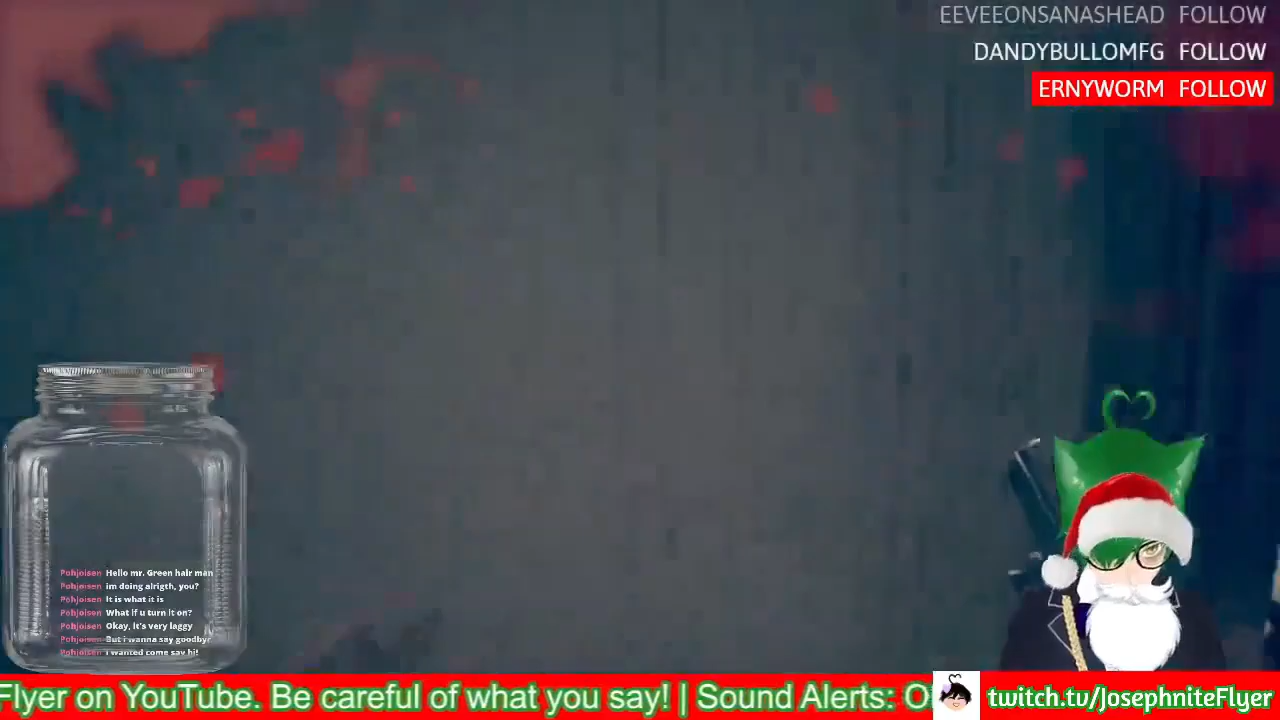 EEVEEONSANASHEAD FOLLOW
DANDYBULLOMFG FOLLOW
ERNYWORM FOLLOW
Pohjoisen Hello mr. Green hair man
Pohjoisen im doing alrigth, you?
Pohjoisen It is what it is
Pohjoisen What if u turn it on?
Pohjoisen Okay, it's very laggy
Pohjoisen But i wanna say goodby
Pohjoisen I wanted come say hi!
Flyer on YouTube. Be careful of what you say! | Sound Alerts:
twitch.tv/JosephniteFlyer